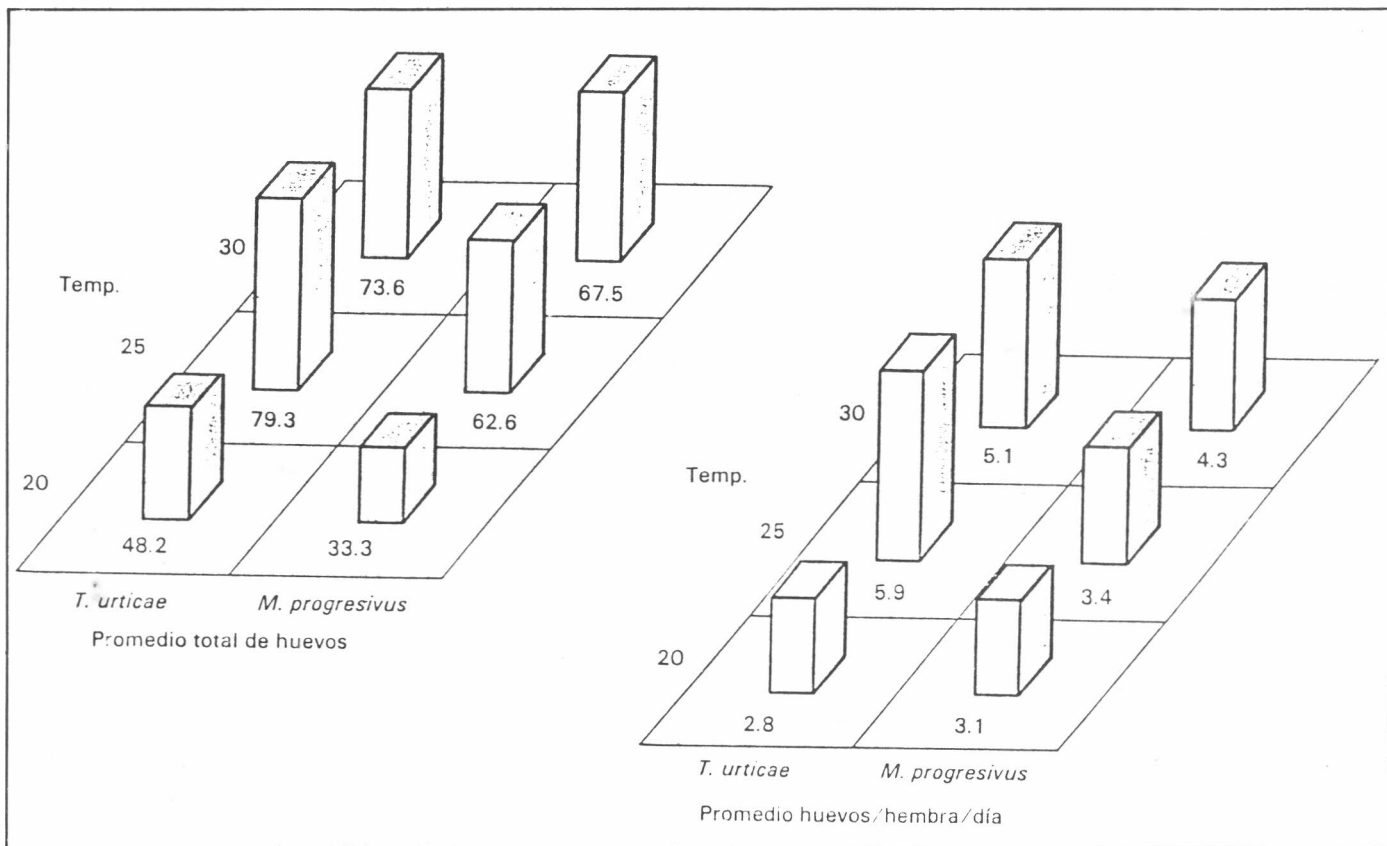 30
73.6
67.5
Temp.
25
79.3
62.6
20
48.2
33.3
T. urticae
M. progresivus
Promedio total de huevos
30
5.1
4.3
Temp.
25
5.9
3.4
20
2.8
3.1
T. urticae
M. progresivus
Promedio huevos/hembra/día